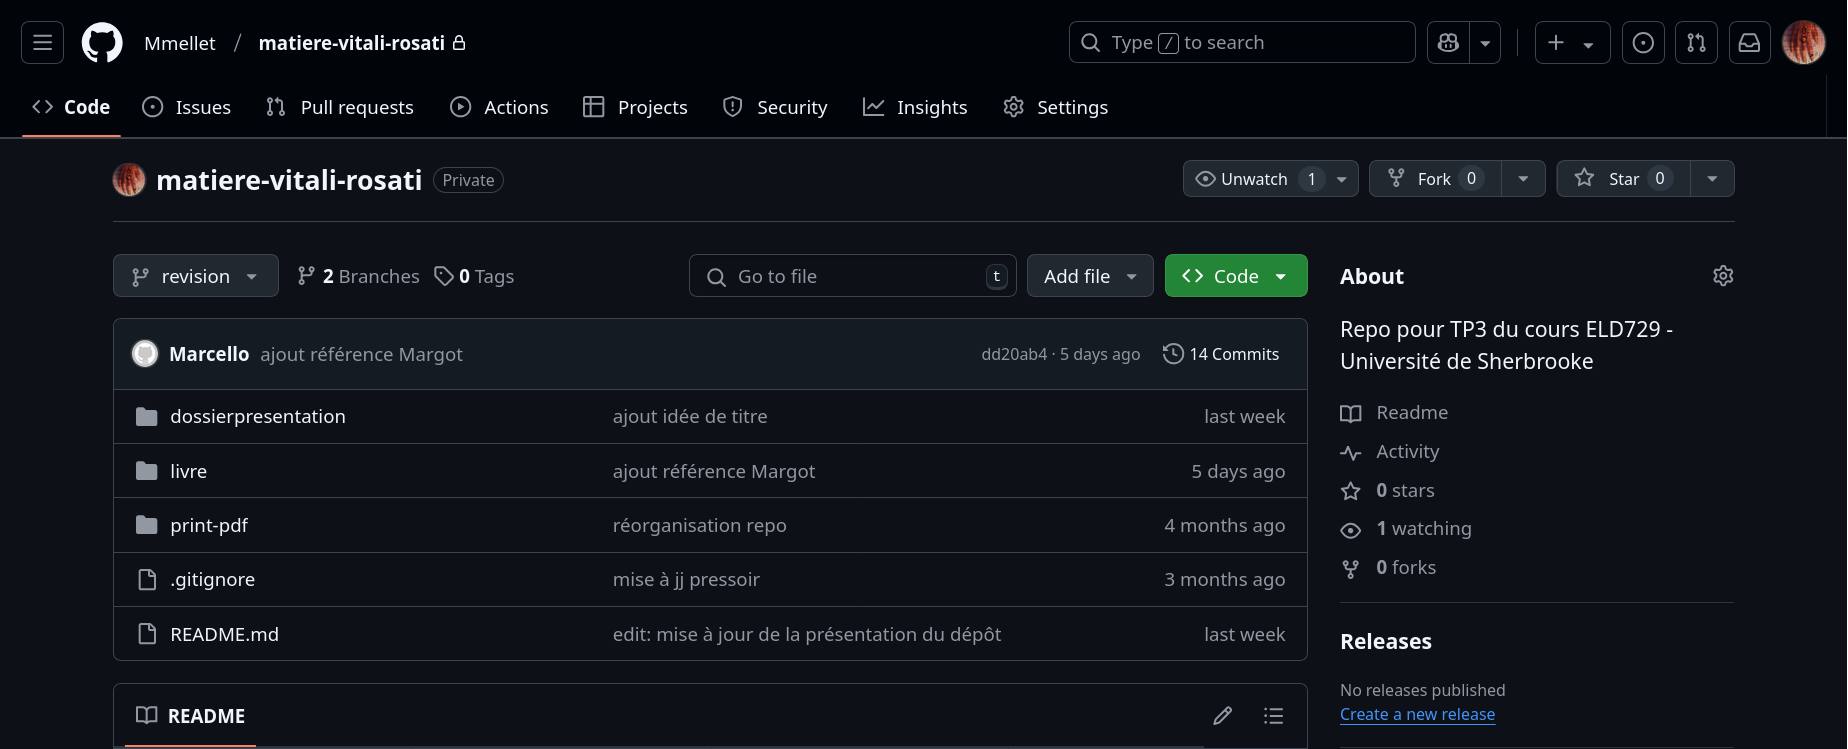 Mmellet / matiere-vitali-rosati
Type / to search
Code Issues Pull requests Actions Projects Security Insights Settings
matiere-vitali-rosati Private
Unwatch 1 Fork 0 Star 0
revision 2 Branches 0 Tags Go to file t Add file Code
Marcello ajout référence Margot dd20ab4 · 5 days ago 14 Commits
dossierpresentation ajout idée de titre last week
livre ajout référence Margot 5 days ago
print-pdf réorganisation repo 4 months ago
.gitignore mise à jj pressoir 3 months ago
README.md edit: mise à jour de la présentation du dépôt last week
README
About
Repo pour TP3 du cours ELD729 -
Université de Sherbrooke
Readme
Activity
0 stars
1 watching
0 forks
Releases
No releases published
Create a new release